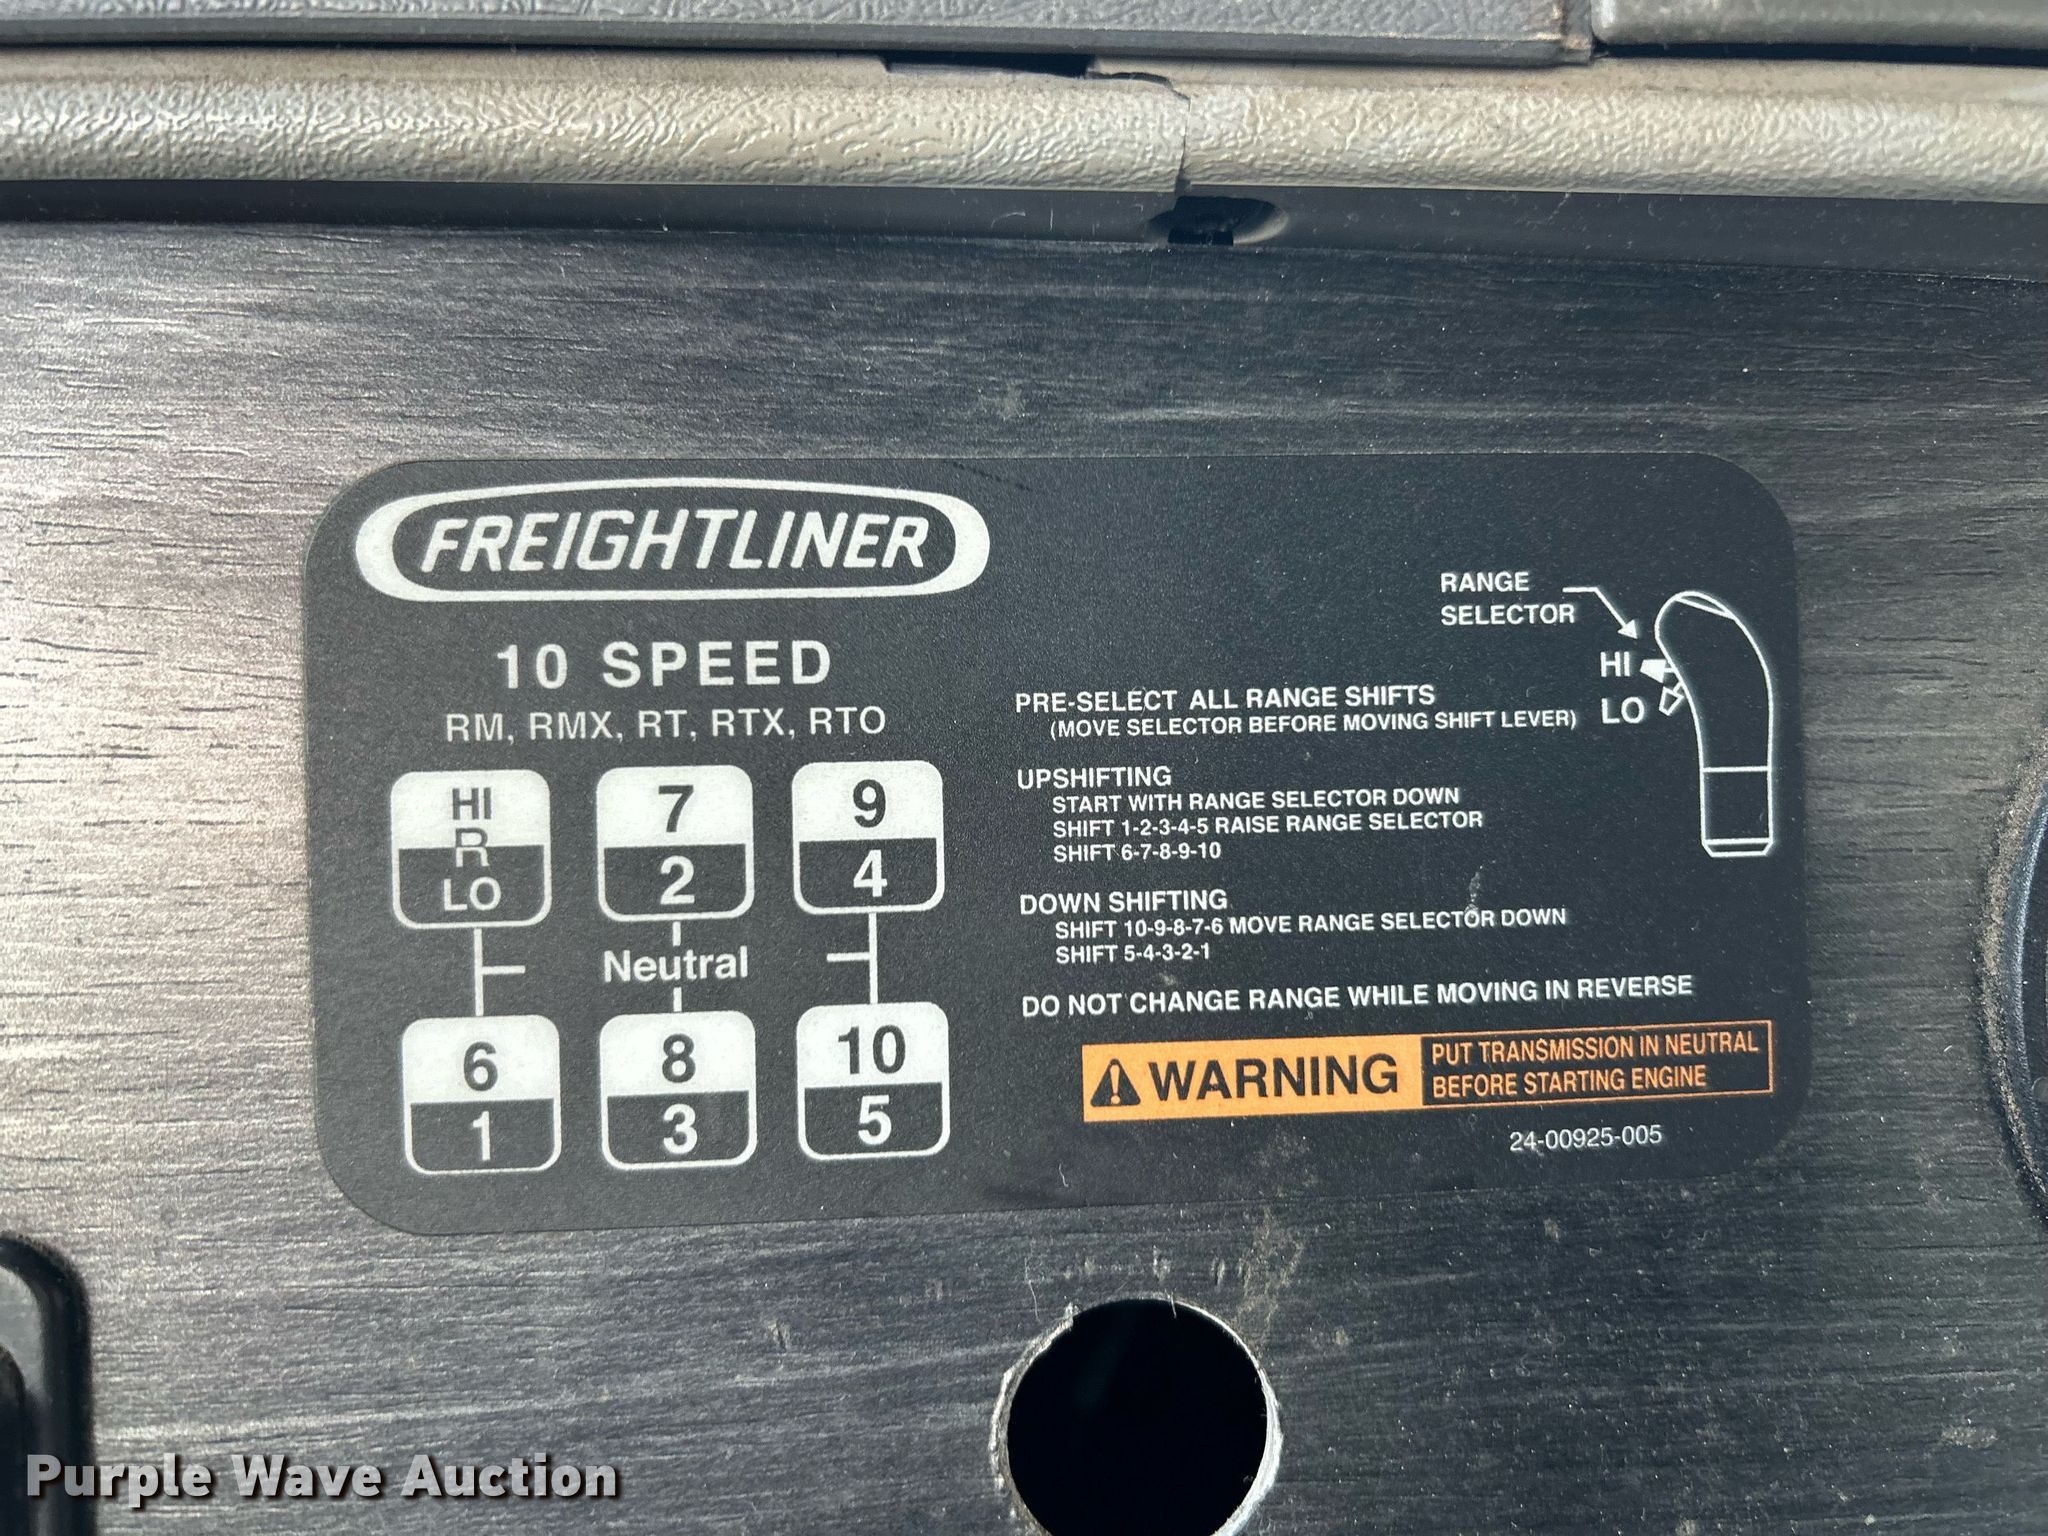 FREIGHTLINER
10 SPEED
RM, RMX, RT, RTX, RTO
HI
R
LO
7
2
9
4
Neutral
6
1
8
3
10
5
RANGE
SELECTOR
HI
LO
PRE-SELECT ALL RANGE SHIFTS
(MOVE SELECTOR BEFORE MOVING SHIFT LEVER)
UPSHIFTING
START WITH RANGE SELECTOR DOWN
SHIFT 1-2-3-4-5 RAISE RANGE SELECTOR
SHIFT 6-7-8-9-10
DOWN SHIFTING
SHIFT 10-9-8-7-6 MOVE RANGE SELECTOR DOWN
SHIFT 5-4-3-2-1
DO NOT CHANGE RANGE WHILE MOVING IN REVERSE
WARNING
PUT TRANSMISSION IN NEUTRAL
BEFORE STARTING ENGINE
24-00925-005
Purple Wave Auction